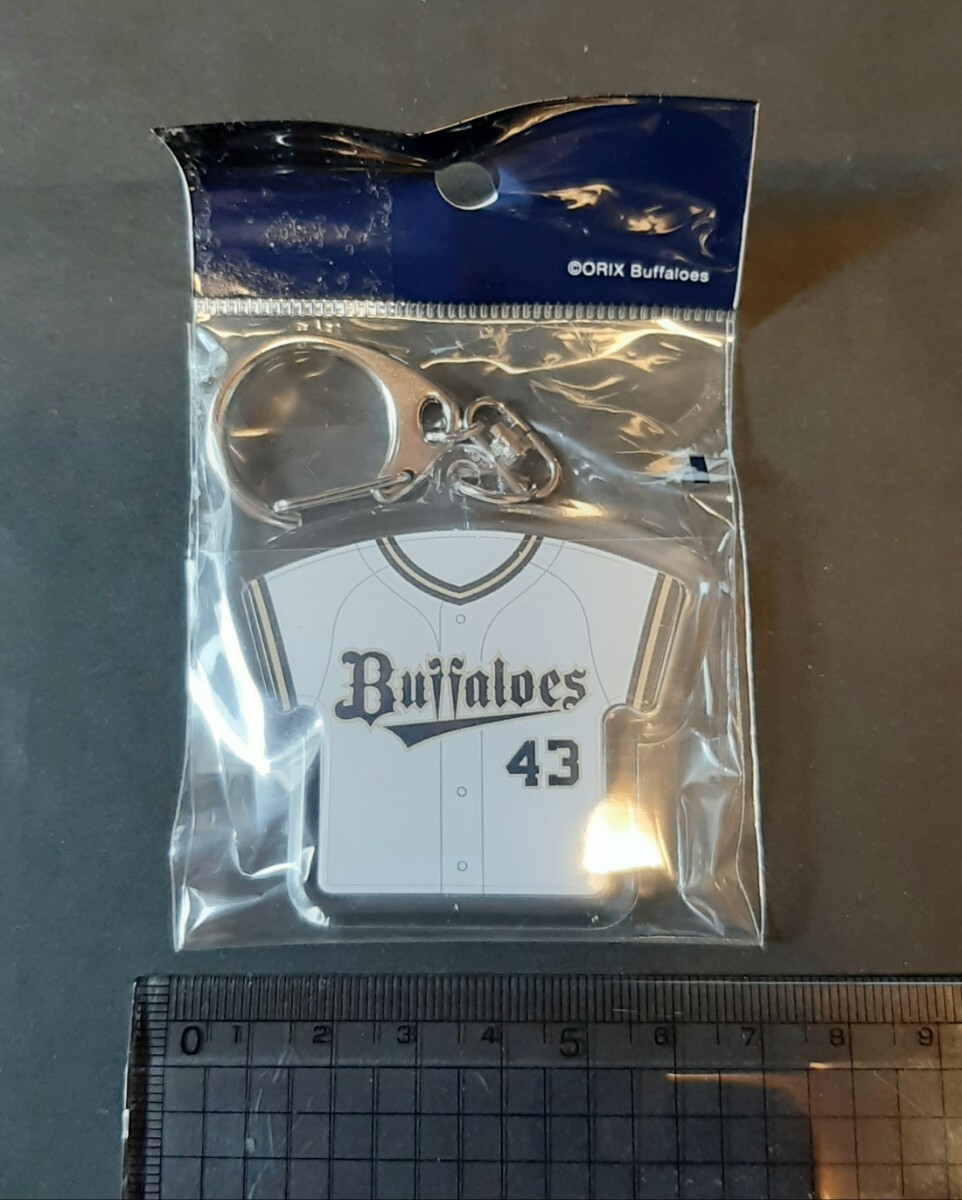 ©ORIX Buffaloes
Buffaloes
43
0 1 2 3 4 5 6 7 8 9